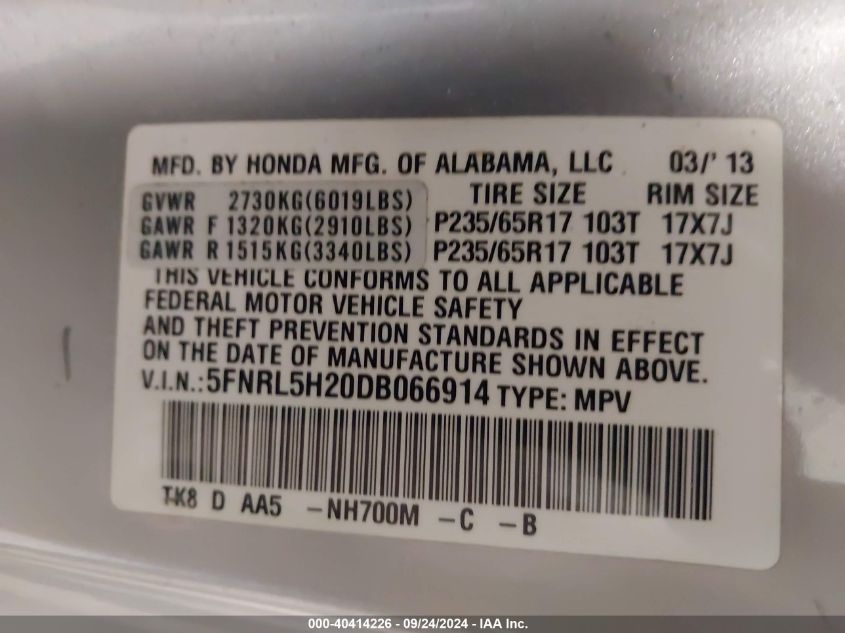 MFD. BY HONDA MFG. OF ALABAMA, LLC 03/' 13
GVWR 2730KG(6019LBS) TIRE SIZE RIM SIZE
GAWR F 1320KG(2910LBS) P235/65R17 103T 17X7J
GAWR R 1515KG(3340LBS) P235/65R17 103T 17X7J
THIS VEHICLE CONFORMS TO ALL APPLICABLE
FEDERAL MOTOR VEHICLE SAFETY
AND THEFT PREVENTION STANDARDS IN EFFECT
ON THE DATE OF MANUFACTURE SHOWN ABOVE.
V.I.N.:5FNRL5H20DB066914 TYPE: MPV
TK8 D AA5 -NH700M -C -B
000-40414226 - 09/24/2024 - IAA Inc.